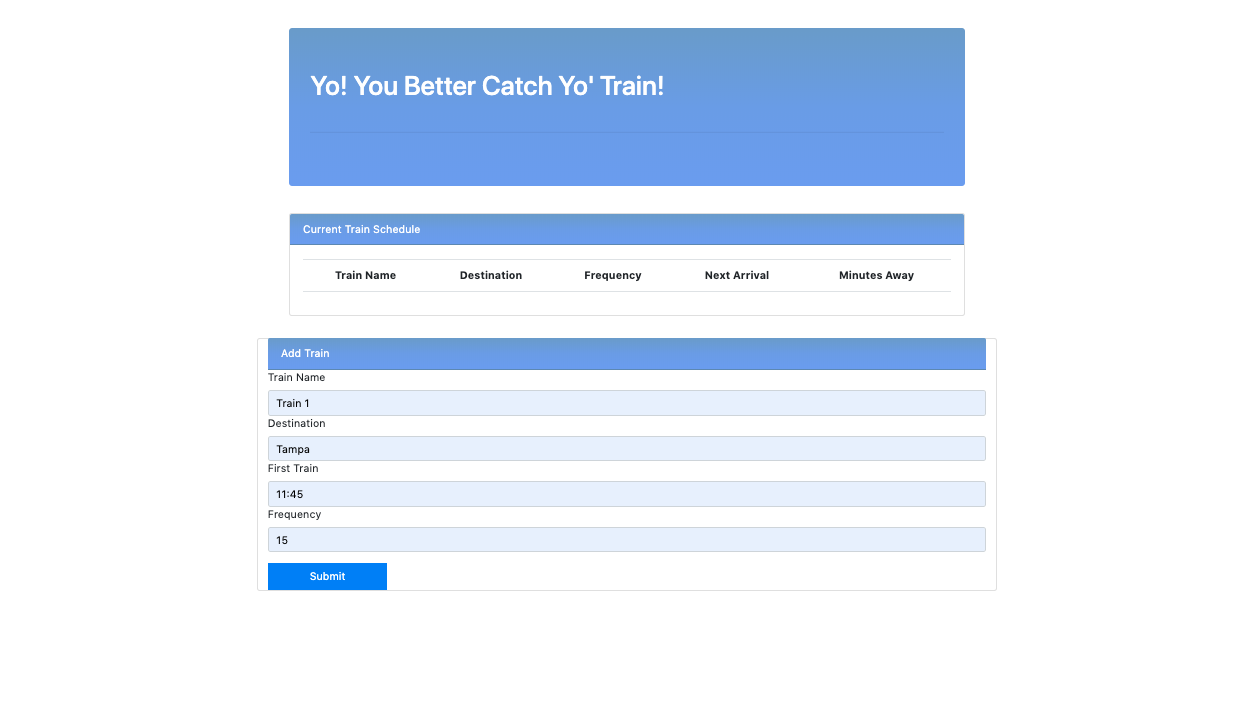 Yo! You Better Catch Yo' Train!
Current Train Schedule
Train Name Destination Frequency Next Arrival Minutes Away
Add Train
Train Name
Train 1
Destination
Tampa
First Train
11:45
Frequency
15
Submit